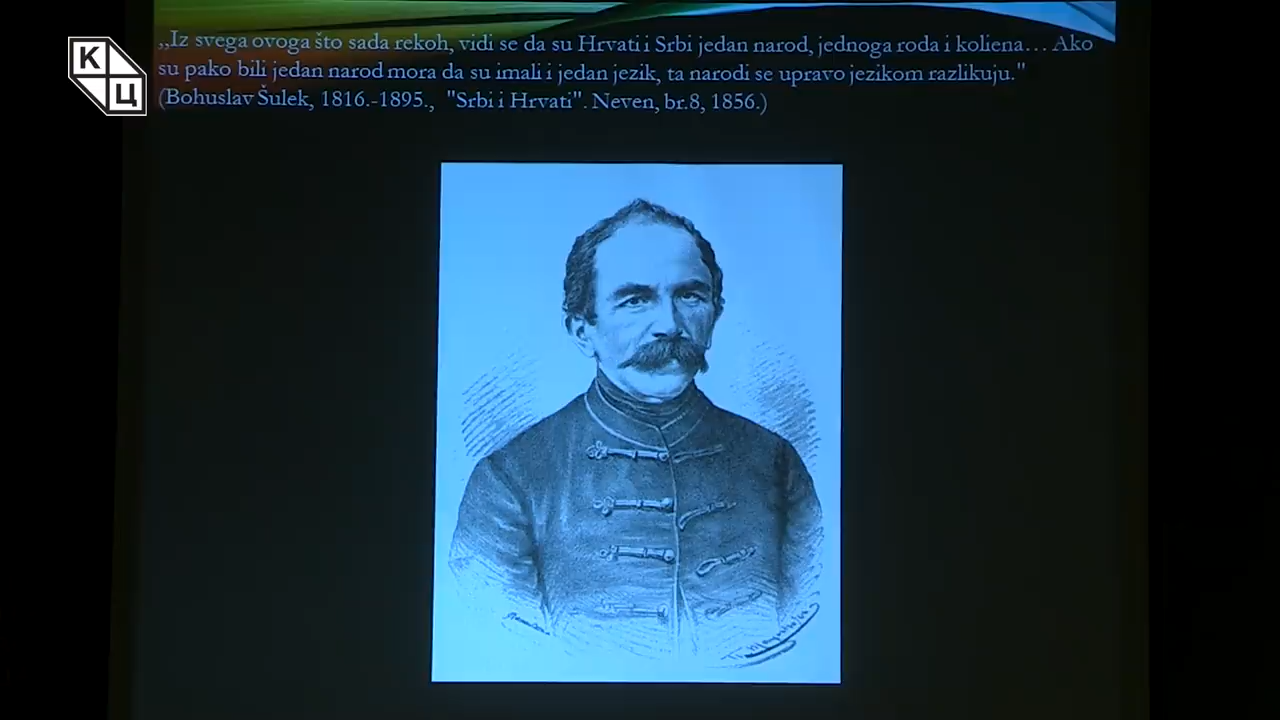 „Iz svega ovoga što sada rekoh, vidi se da su Hrvati i Srbi jedan narod, jednoga roda i koliena... Ako
su pako bili jedan narod mora da su imali i jedan jezik, ta narodi se upravo jezikom razlikuju."
(Bohuslav Šulek, 1816.-1895., "Srbi i Hrvati". Neven, br.8, 1856.)
К
Ц